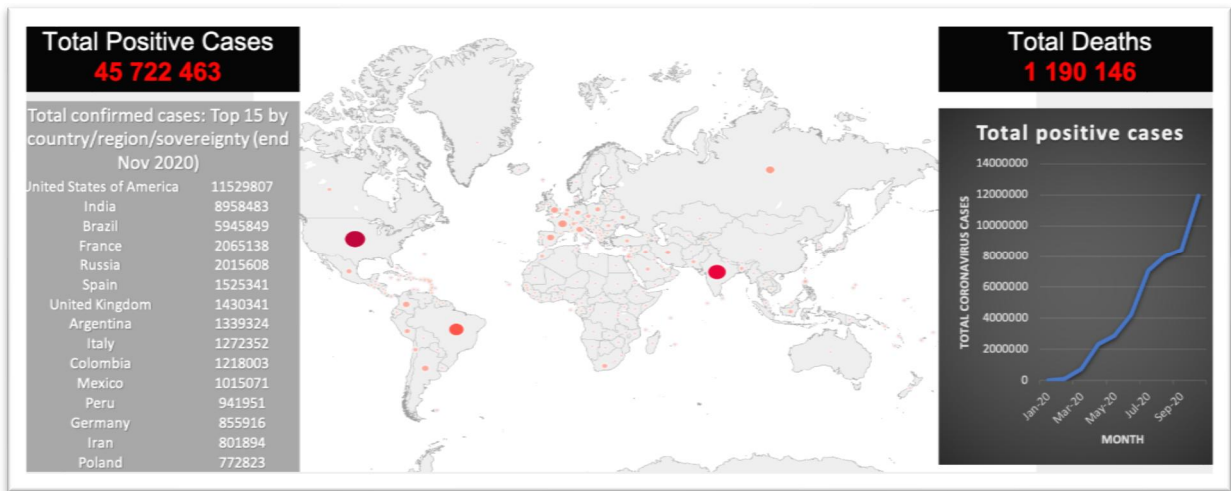 Total Positive Cases
45 722 463
Total confirmed cases: Top 15 by
country/region/sovereignty (end
Nov 2020)
United States of America 11529807
India 8958483
Brazil 5945849
France 2065138
Russia 2015608
Spain 1525341
United Kingdom 1430341
Argentina 1339324
Italy 1272352
Colombia 1218003
Mexico 1015071
Peru 941951
Germany 855916
Iran 801894
Poland 772823
Total Deaths
1 190 146
Total positive cases
TOTAL CORONAVIRUS CASES
14000000
12000000
10000000
8000000
6000000
4000000
2000000
0
Jan-20
Mar-20
May-20
Jul-20
Sep-20
MONTH